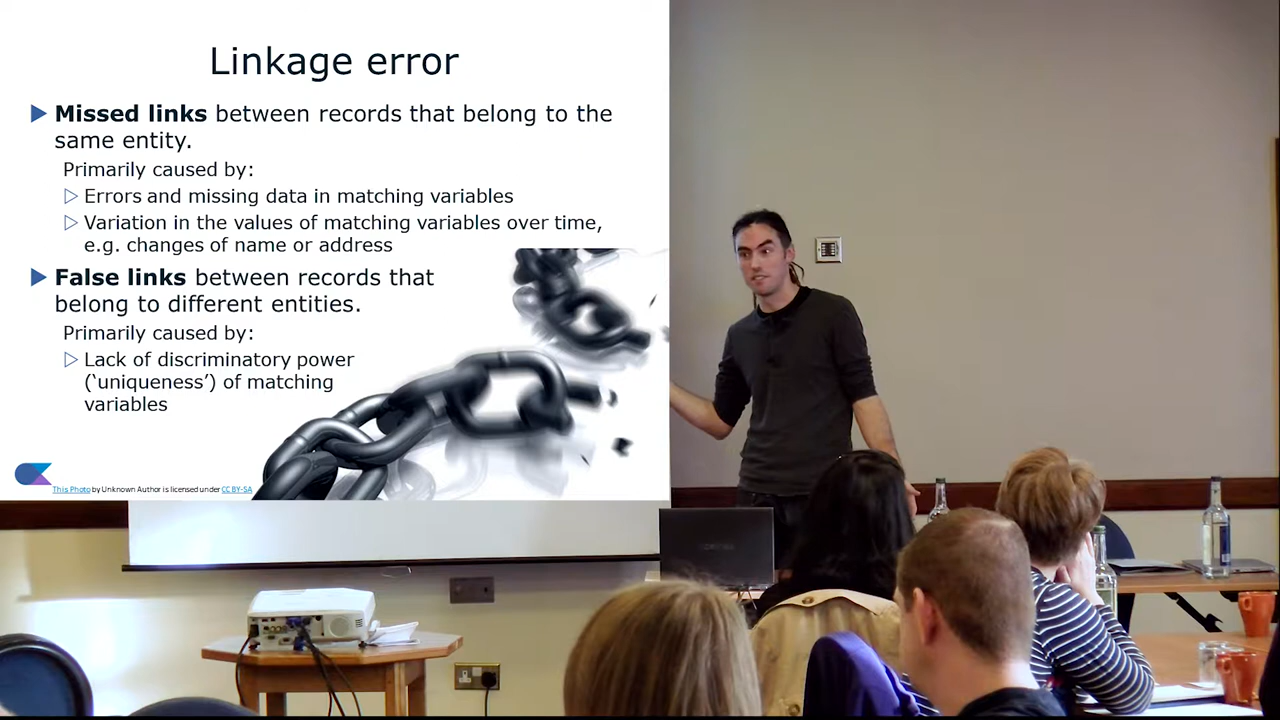 Linkage error
Missed links between records that belong to the
same entity.
Primarily caused by:
Errors and missing data in matching variables
Variation in the values of matching variables over time,
e.g. changes of name or address
False links between records that
belong to different entities.
Primarily caused by:
Lack of discriminatory power
(‘uniqueness’) of matching
variables
This Photo by Unknown Author is licensed under CC BY-SA
TOSHIBA